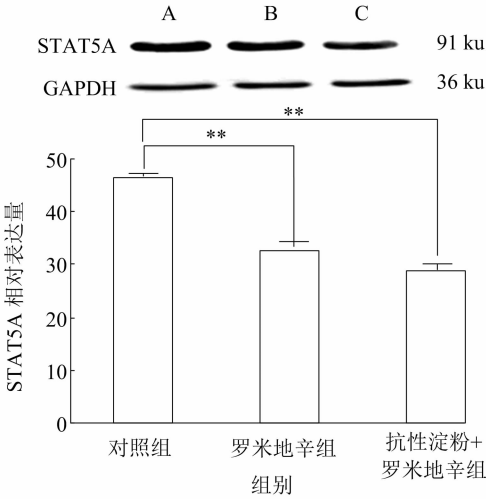 A B C
STAT5A 91 ku
GAPDH 36 ku
**
**
STAT5A 相对表达量
50
40
30
20
10
0
对照组
罗米地辛组
抗性淀粉+
罗米地辛组
组别